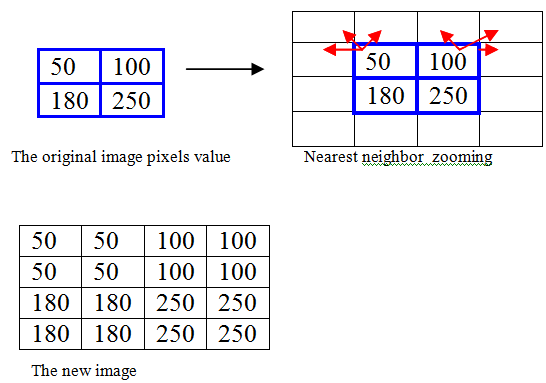 50 100
180 250
The original image pixels value
50 100
180 250
Nearest neighbor zooming
50 50 100 100
50 50 100 100
180 180 250 250
180 180 250 250
The new image